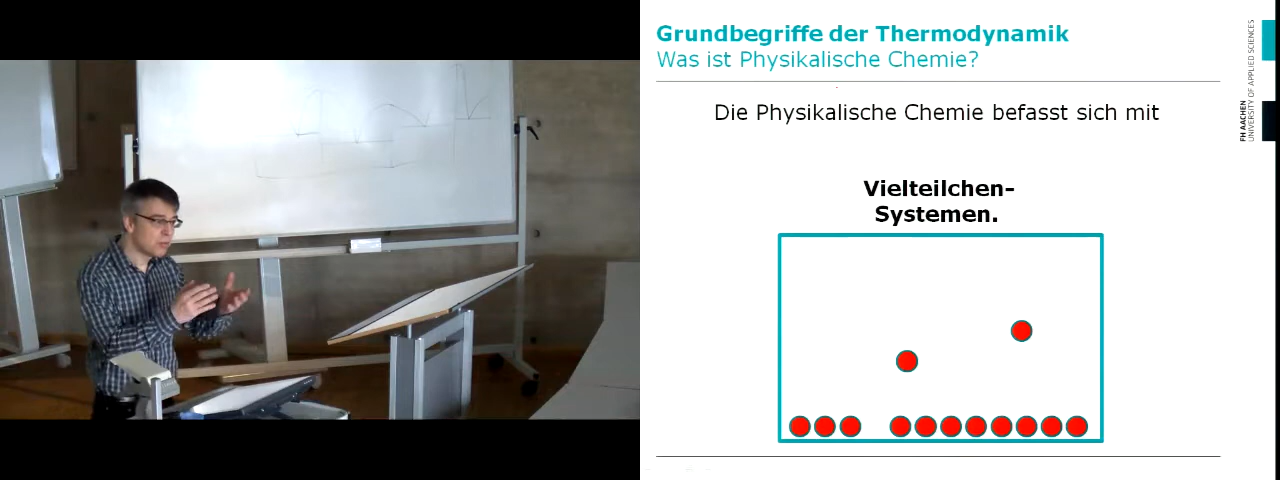 Grundbegriffe der Thermodynamik
Was ist Physikalische Chemie?
Die Physikalische Chemie befasst sich mit
Vielteilchen-
Systemen.
FH AACHEN
UNIVERSITY OF APPLIED SCIENCES